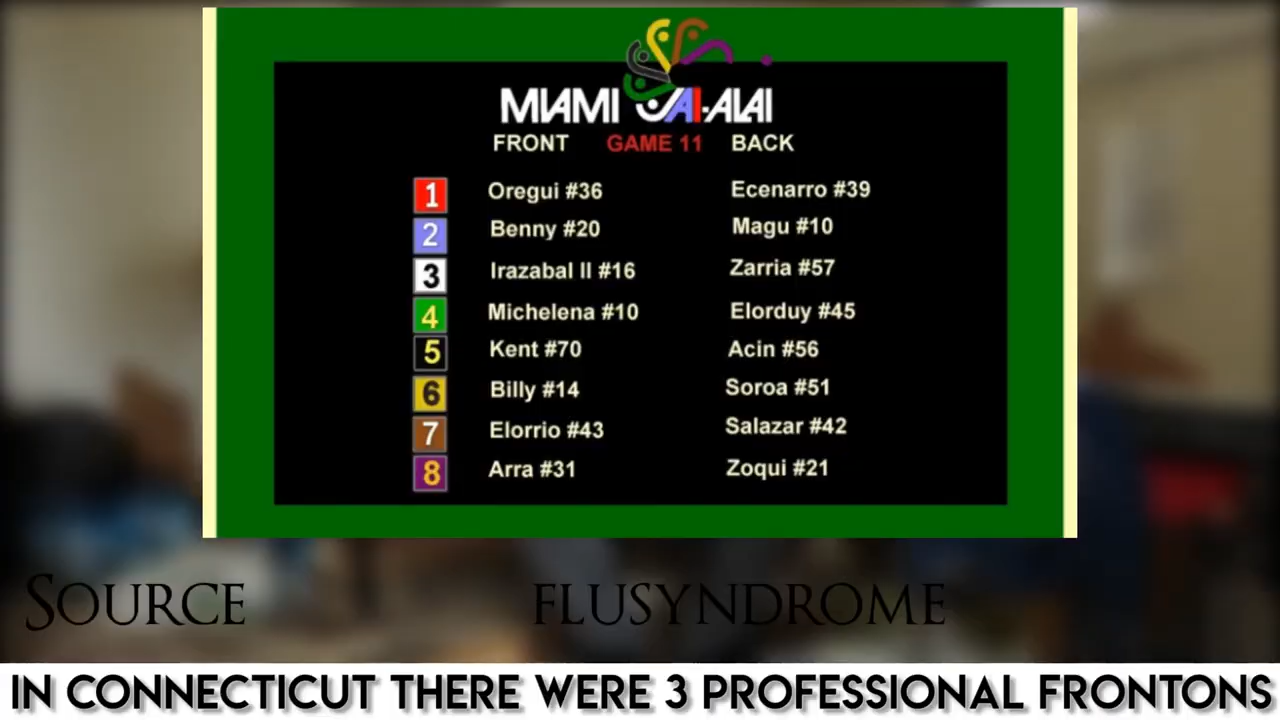 MIAMI JAI-ALAI
FRONT GAME 11 BACK
1 Oregui #36 Ecenarro #39
2 Benny #20 Magu #10
3 Irazabal II #16 Zarria #57
4 Michelena #10 Elorduy #45
5 Kent #70 Acin #56
6 Billy #14 Soroa #51
7 Elorrio #43 Salazar #42
8 Arra #31 Zoqui #21
SOURCE FLUSYNDROME
IN CONNECTICUT THERE WERE 3 PROFESSIONAL FRONTONS